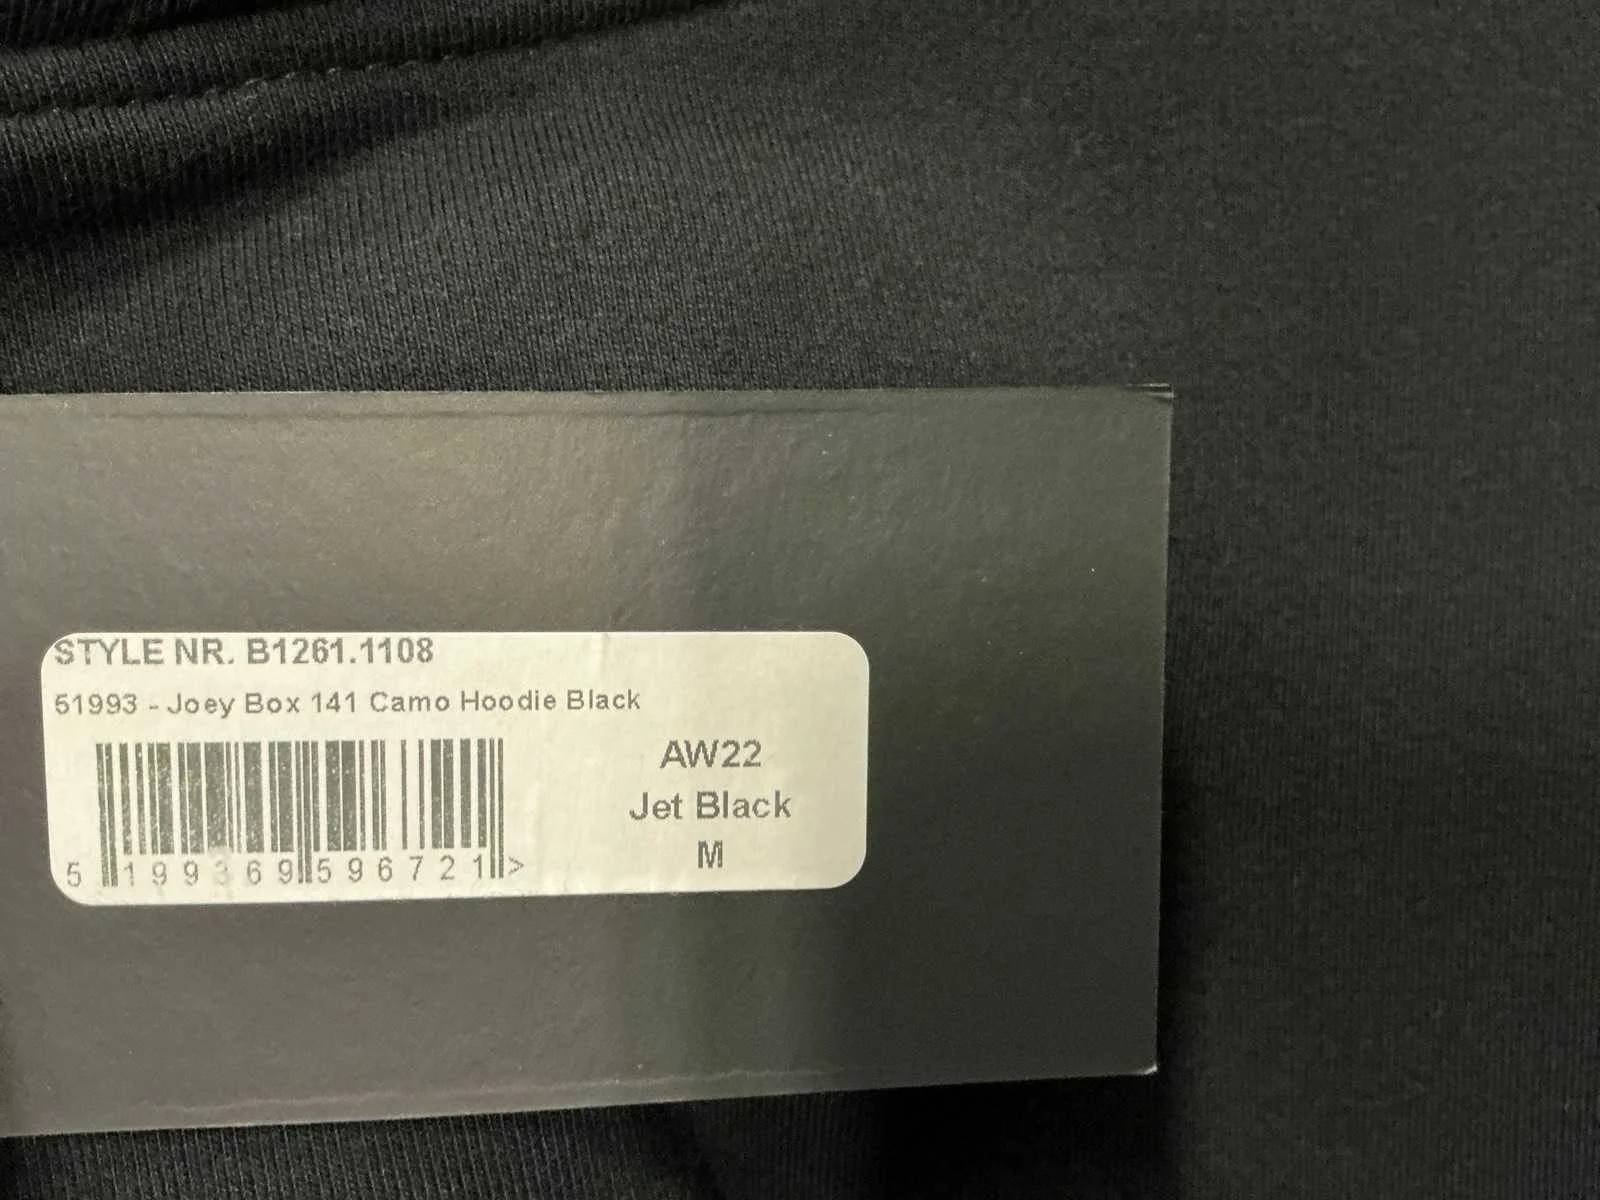 STYLE NR. B1261.1108
51993 - Joey Box 141 Camo Hoodie Black
AW22
Jet Black
M
5 199369 596721 >